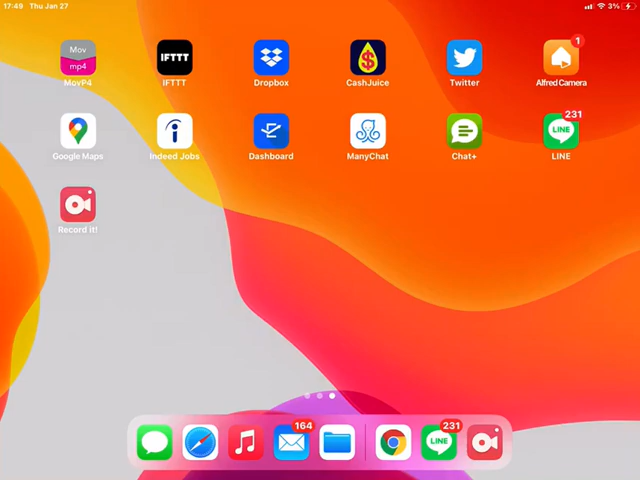 17:49 Thu Jan 27
3%
Mov
mp4
MovP4
IFTTT
IFTTT
Dropbox
CashJuice
Twitter
1
Alfred Camera
Google Maps
Indeed Jobs
Dashboard
ManyChat
Chat+
231
LINE
LINE
Record it!
164
231
LINE